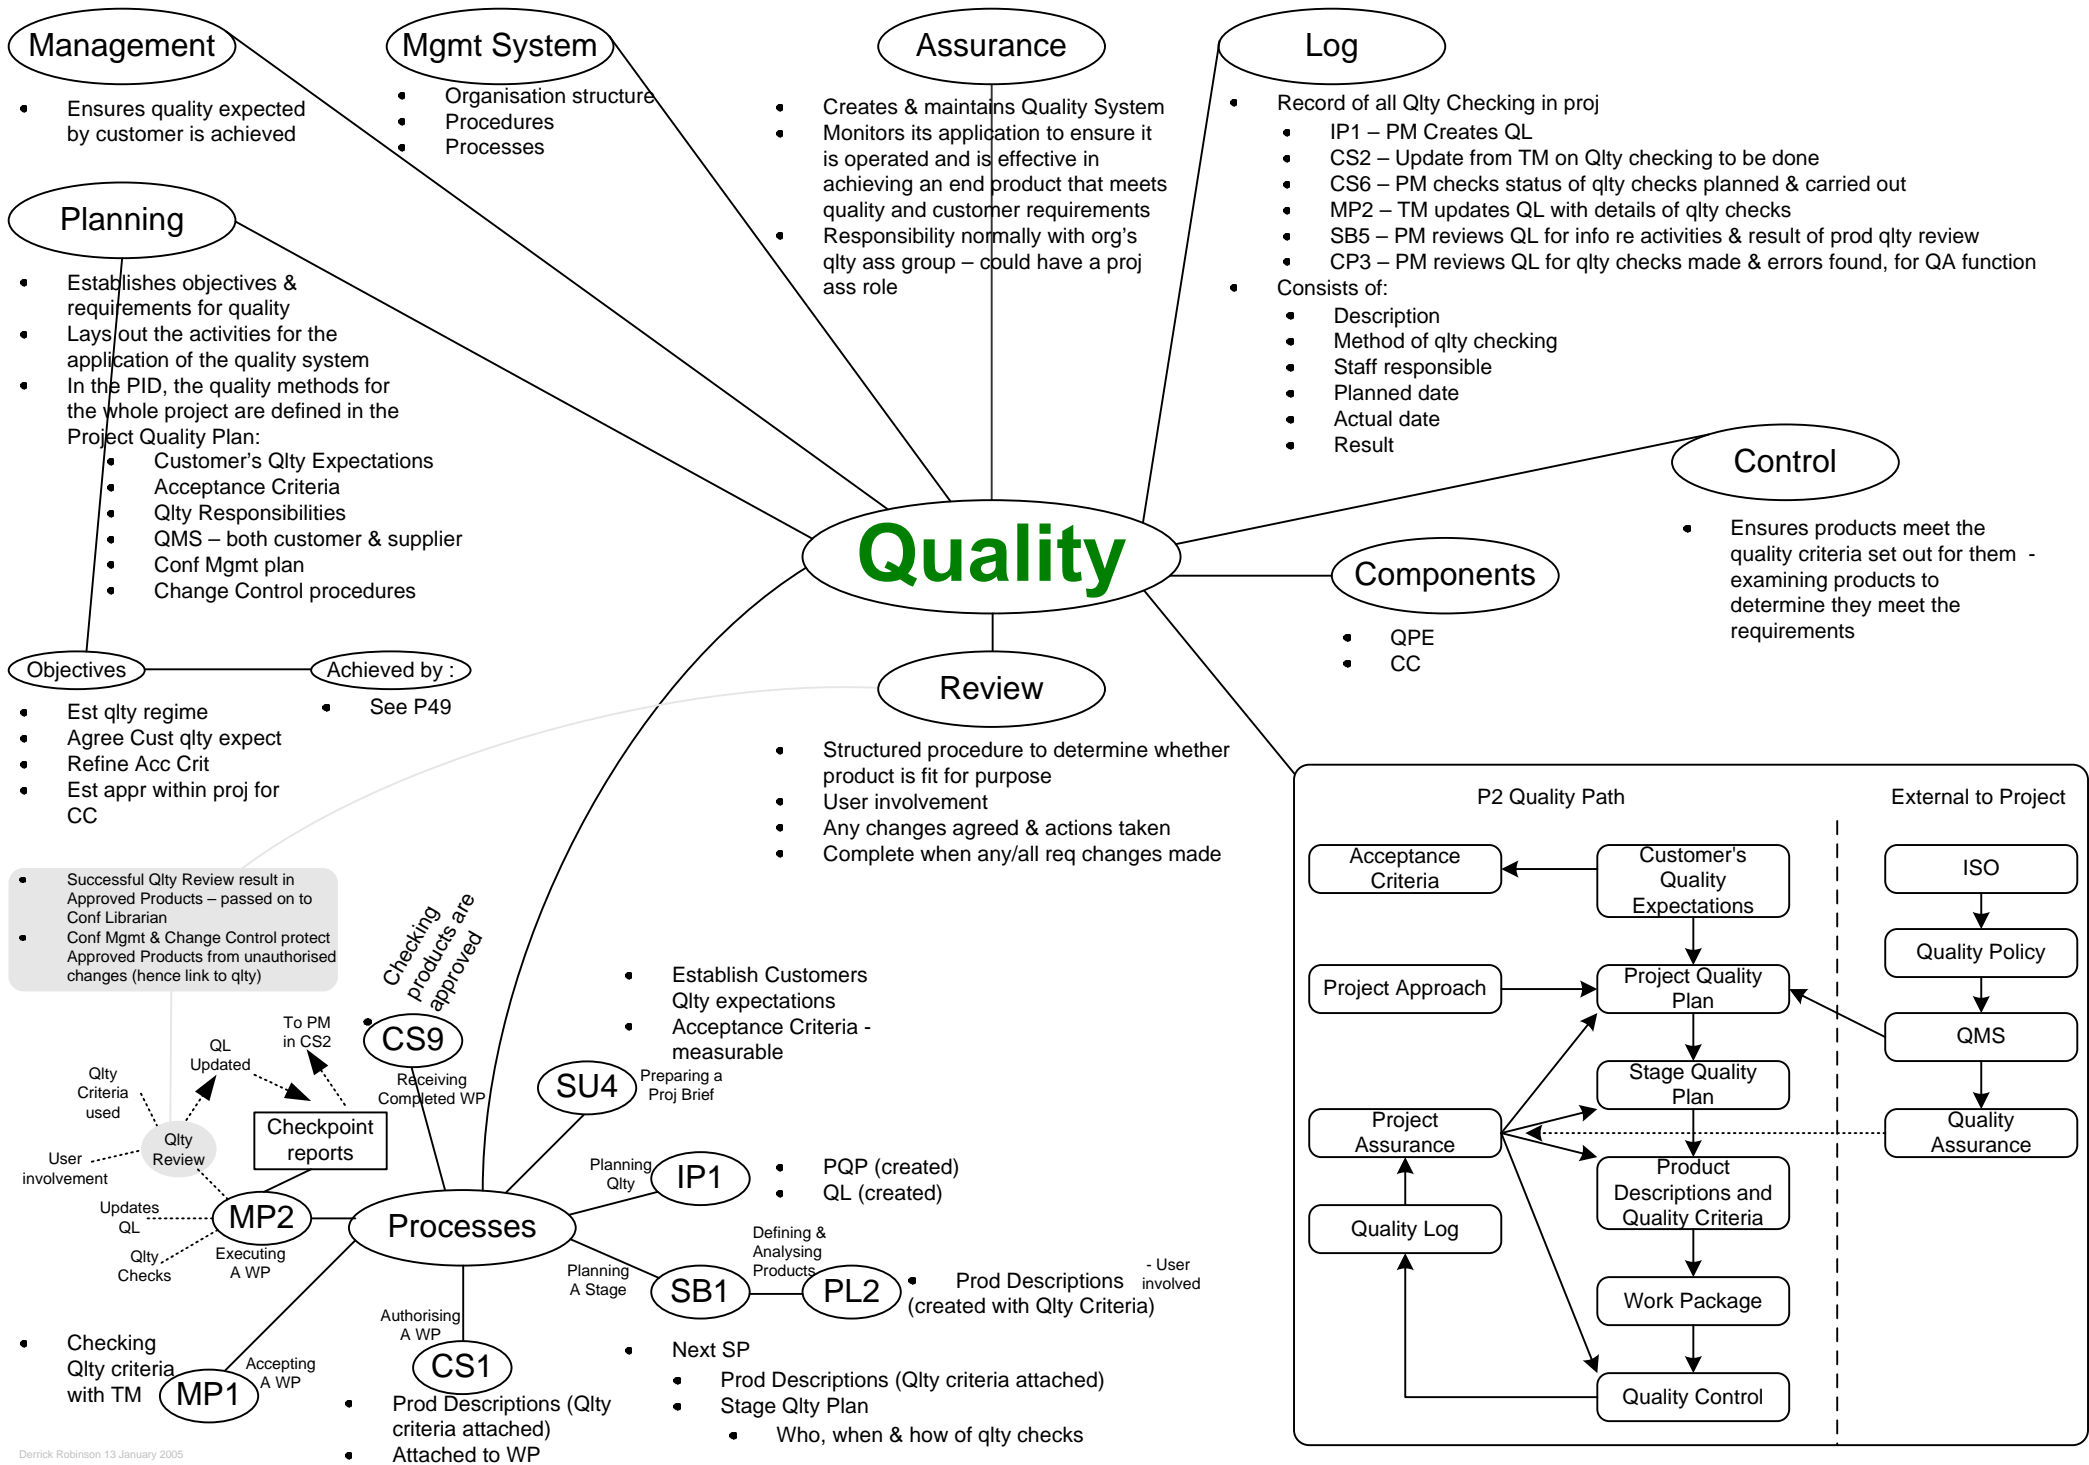 Management
• Ensures quality expected
by customer is achieved
Mgmt System
• Organisation structure
• Procedures
• Processes
Assurance
• Creates & maintains Quality System
• Monitors its application to ensure it
is operated and is effective in
achieving an end product that meets
quality and customer requirements
• Responsibility normally with org's
qlty ass group – could have a proj
ass role
Log
• Record of all Qlty Checking in proj
• IP1 – PM Creates QL
• CS2 – Update from TM on Qlty checking to be done
• CS6 – PM checks status of qlty checks planned & carried out
• MP2 – TM updates QL with details of qlty checks
• SB5 – PM reviews QL for info re activities & result of prod qlty review
• CP3 – PM reviews QL for qlty checks made & errors found, for QA function
• Consists of:
• Description
• Method of qlty checking
• Staff responsible
• Planned date
• Actual date
• Result
Planning
• Establishes objectives &
requirements for quality
• Lays out the activities for the
application of the quality system
• In the PID, the quality methods for
the whole project are defined in the
Project Quality Plan:
• Customer's Qlty Expectations
• Acceptance Criteria
• Qlty Responsibilities
• QMS – both customer & supplier
• Conf Mgmt plan
• Change Control procedures
Control
• Ensures products meet the
quality criteria set out for them -
examining products to
determine they meet the
requirements
Quality
Components
• QPE
• CC
Objectives
• Est qlty regime
• Agree Cust qlty expect
• Refine Acc Crit
• Est appr within proj for
CC
Achieved by :
• See P49
Review
• Structured procedure to determine whether
product is fit for purpose
• User involvement
• Any changes agreed & actions taken
• Complete when any/all req changes made
• Successful Qlty Review result in
Approved Products – passed on to
Conf Librarian
• Conf Mgmt & Change Control protect
Approved Products from unauthorised
changes (hence link to qlty)
• Checking
products are
approved
CS9
Receiving
Completed WP
• Establish Customers
Qlty expectations
• Acceptance Criteria -
measurable
SU4
Preparing a
Proj Brief
To PM
in CS2
QL
Updated
Qlty
Criteria
used
Qlty
Review
User
involvement
Checkpoint
reports
Updates
QL
Qlty
Checks
MP2
Executing
A WP
Processes
Planning
Qlty
IP1
• PQP (created)
• QL (created)
Planning
A Stage
SB1
Defining &
Analysing
Products
PL2
• Prod Descriptions
(created with Qlty Criteria)
- User
involved
• Next SP
• Prod Descriptions (Qlty criteria attached)
• Stage Qlty Plan
• Who, when & how of qlty checks
Authorising
A WP
CS1
• Prod Descriptions (Qlty
criteria attached)
• Attached to WP
• Checking
Qlty criteria
with TM
MP1
Accepting
A WP
P2 Quality Path
External to Project
Acceptance
Criteria
Customer's
Quality
Expectations
ISO
Quality Policy
Project Approach
Project Quality
Plan
QMS
Stage Quality
Plan
Project
Assurance
Quality
Assurance
Product
Descriptions and
Quality Criteria
Quality Log
Work Package
Quality Control
Derrick Robinson 13 January 2005